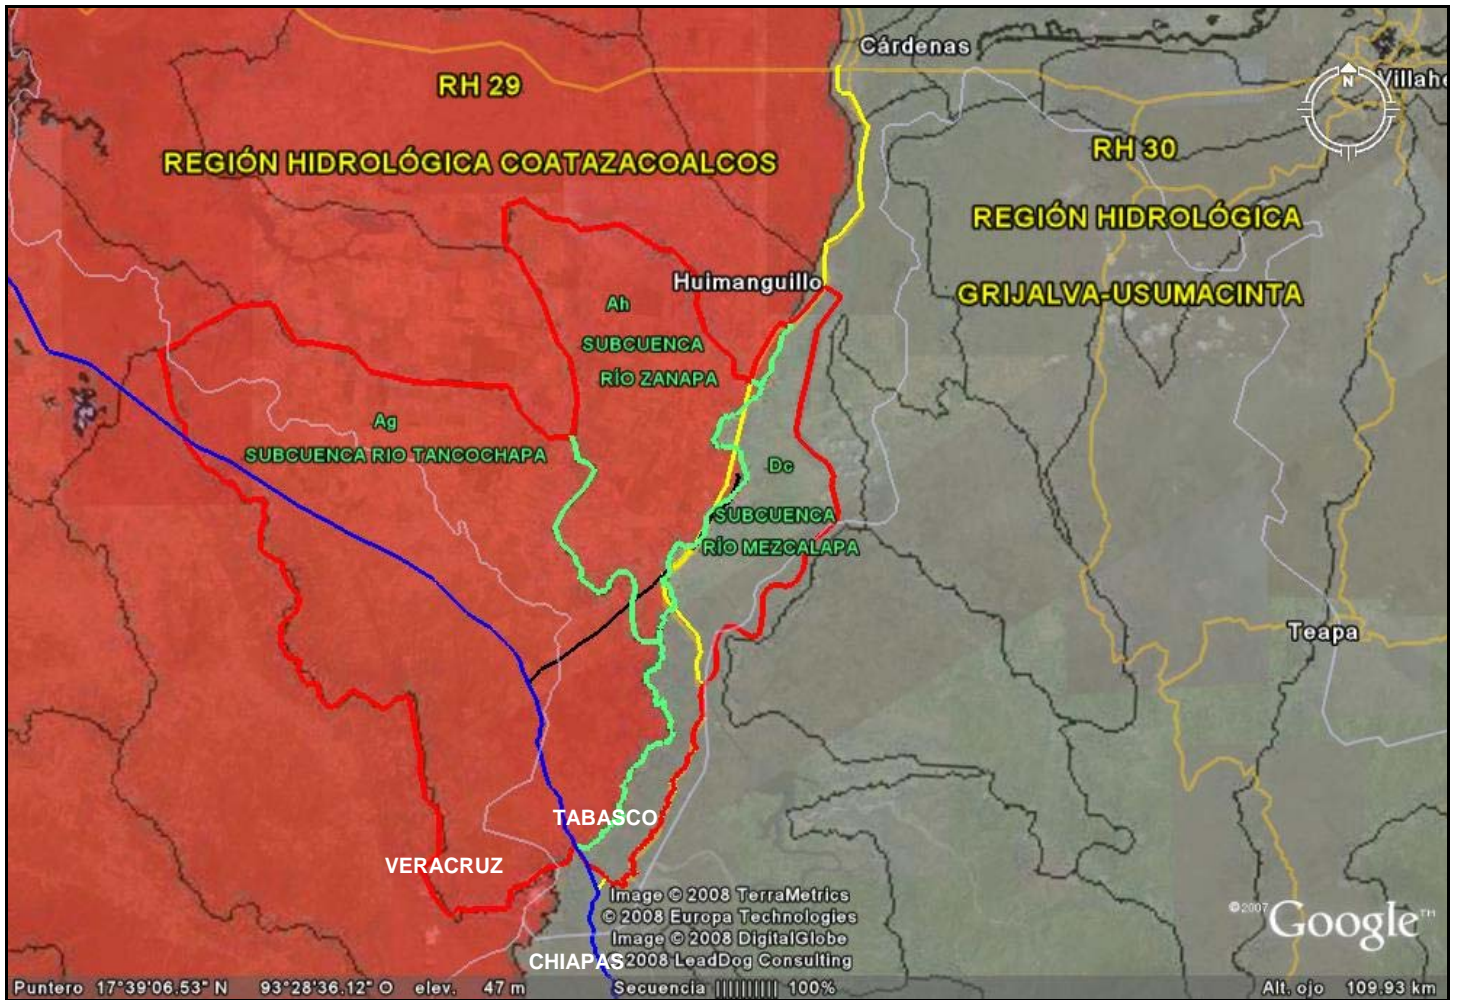 Cárdenas
RH 29
REGIÓN HIDROLÓGICA COATAZACOALCOS
Villahe
N
RH 30
REGIÓN HIDROLÓGICA
GRIJALVA-USUMACINTA
Huimanguillo
Ah
SUBCUENCA
RÍO ZANAPA
Ag
SUBCUENCA RIO TANCOCHAPA
Dc
SUBCUENCA
RÍO MEZCALAPA
Teapa
TABASCO
VERACRUZ
CHIAPAS
Image © 2008 TerraMetrics
© 2008 Europa Technologies
Image © 2008 DigitalGlobe
2008 LeadDog Consulting
©2007 Google™
Puntero 17°39'06.53" N 93°28'36.12" O elev. 47 m Secuencia |||||||||| 100% Alt. ojo 109.93 km